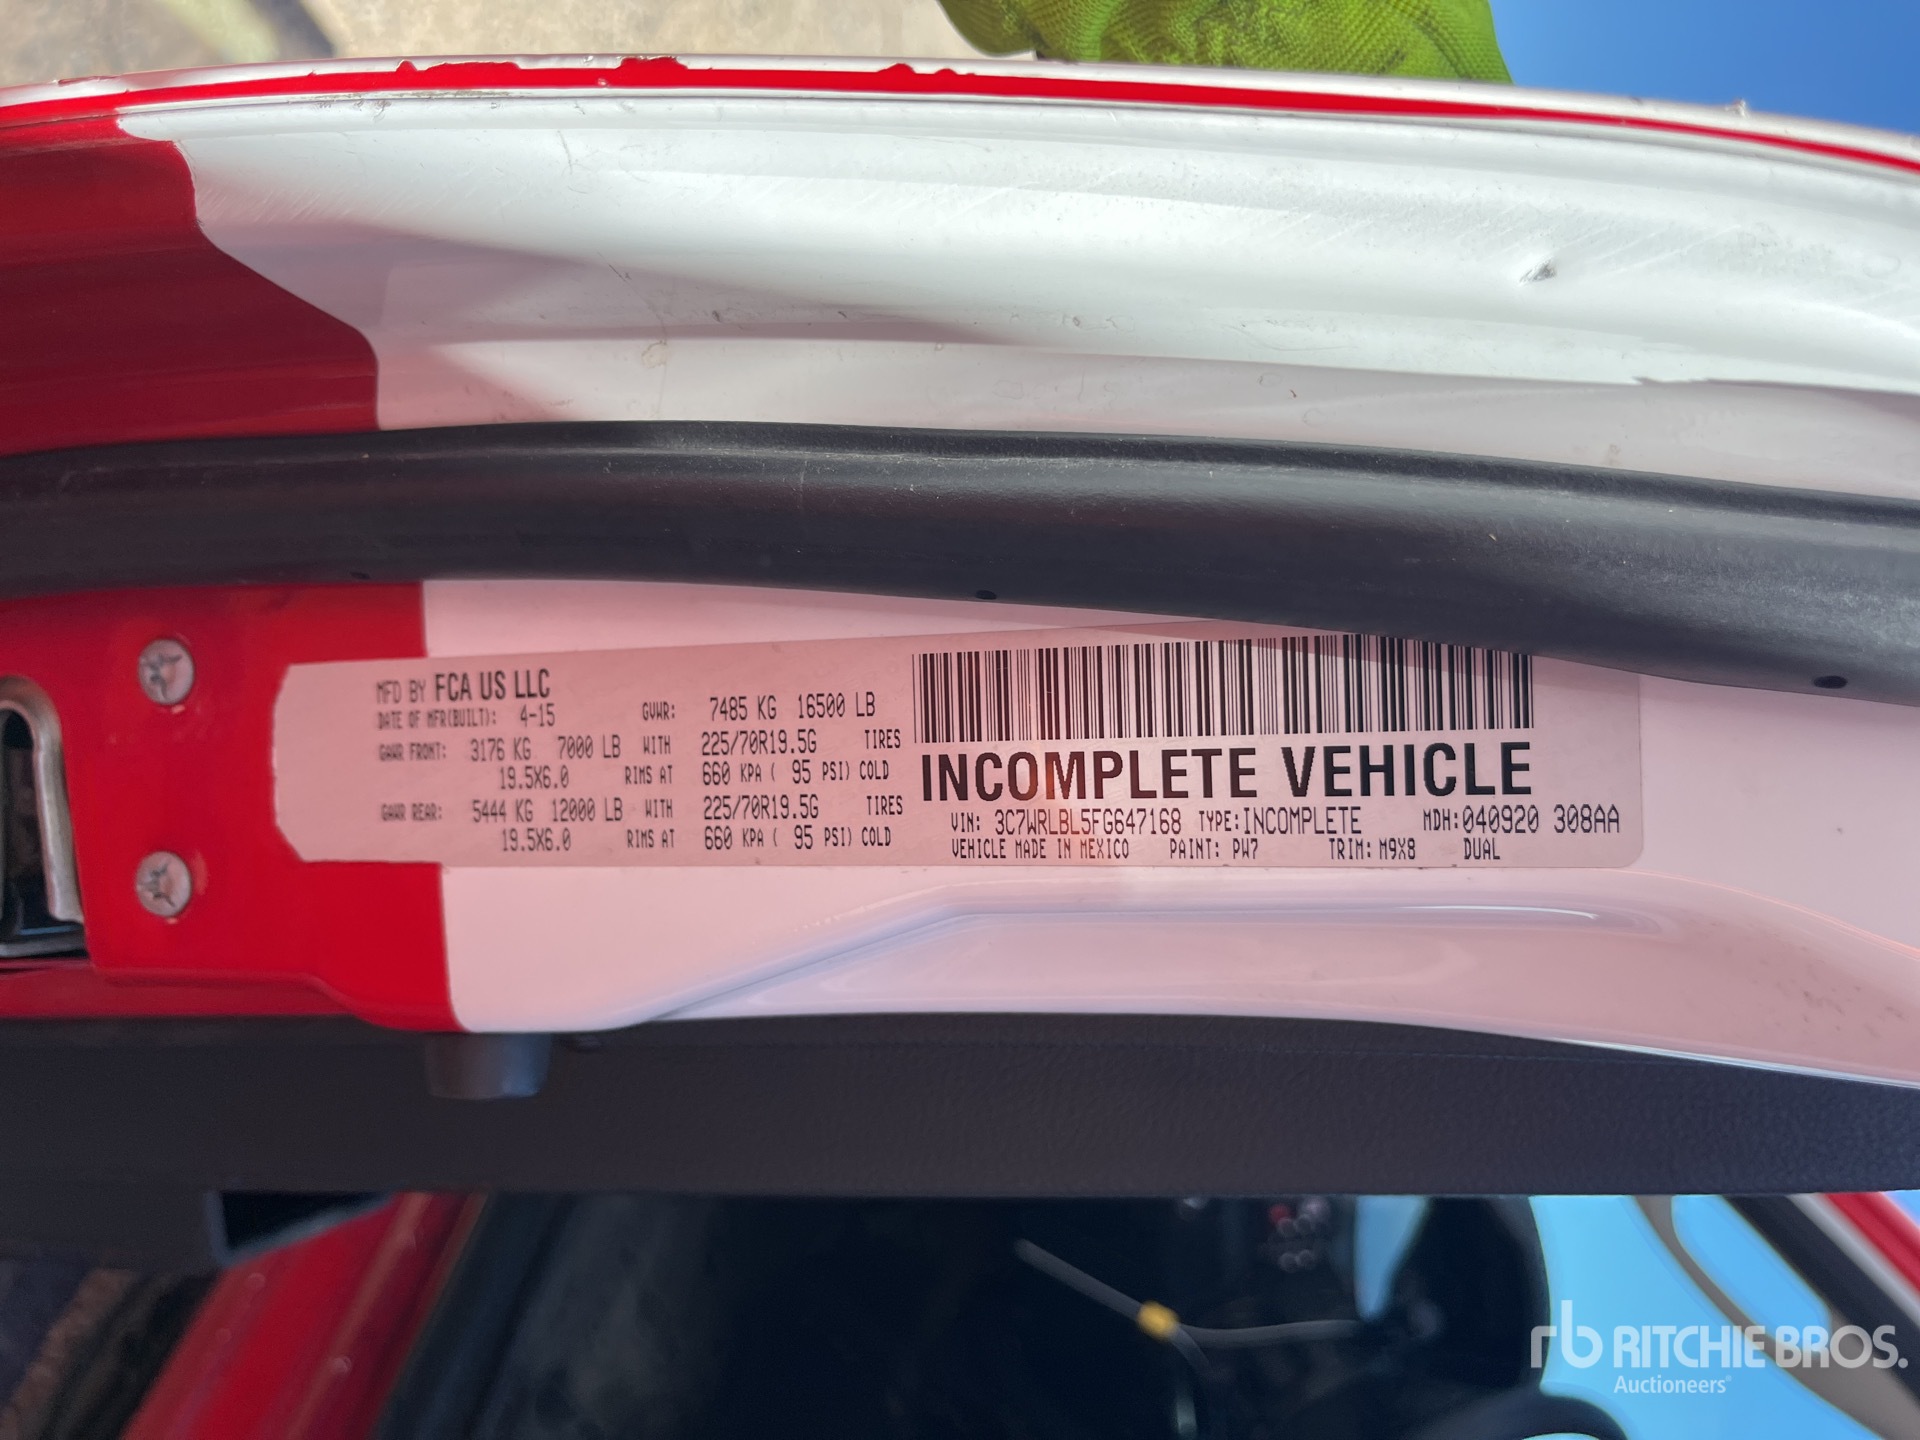 MFD BY FCA US LLC
DATE OF MFR(BUILT): 4-15 GVWR: 7485 KG 16500 LB
GAWR FRONT: 3176 KG 7000 LB WITH 225/70R19.5G TIRES
19.5X6.0 RIMS AT 660 KPA ( 95 PSI) COLD
GAWR REAR: 5444 KG 12000 LB WITH 225/70R19.5G TIRES
19.5X6.0 RIMS AT 660 KPA ( 95 PSI) COLD
INCOMPLETE VEHICLE
VIN: 3C7WRLBL5FG647168 TYPE:INCOMPLETE MDH:040920 308AA
VEHICLE MADE IN MEXICO PAINT: PW7 TRIM: M9X8 DUAL
rb RITCHIE BROS.
Auctioneers